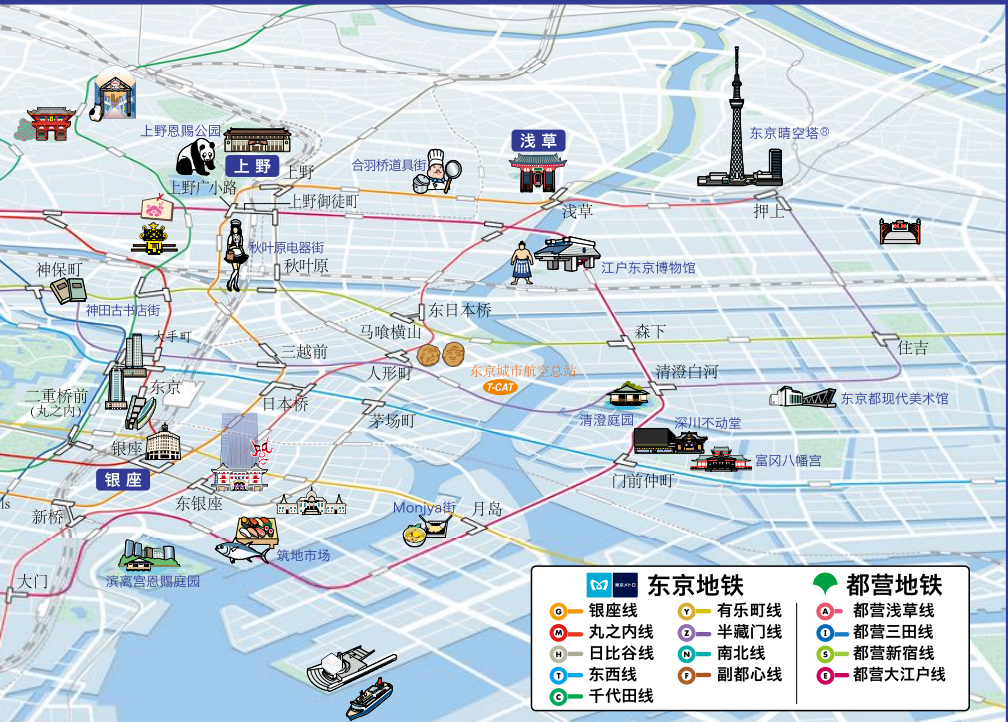 东京晴空塔®
上野恩赐公园
浅草
上野
上野
合羽桥道具街
上野广小路
上野御徒町
浅草
押上
秋叶原电器街
秋叶原
江户东京博物馆
神保町
神田古书店街
东日本桥
马喰横山
大手町
三越前
森下
住吉
人形町
东京城市航空总站
T-CAT
清澄白河
二重桥前
(丸之内)
东京
日本桥
茅场町
清澄庭园
深川不动堂
东京都现代美术馆
银座
富冈八幡宫
银座
门前仲町
东银座
Monjya街
月岛
新桥
筑地市场
大门
滨离宫恩赐庭园
东京メトロ
东京地铁
都营地铁
G 银座线
Y 有乐町线
A 都营浅草线
M 丸之内线
Z 半藏门线
I 都营三田线
H 日比谷线
N 南北线
S 都营新宿线
T 东西线
F 副都心线
E 都营大江户线
C 千代田线